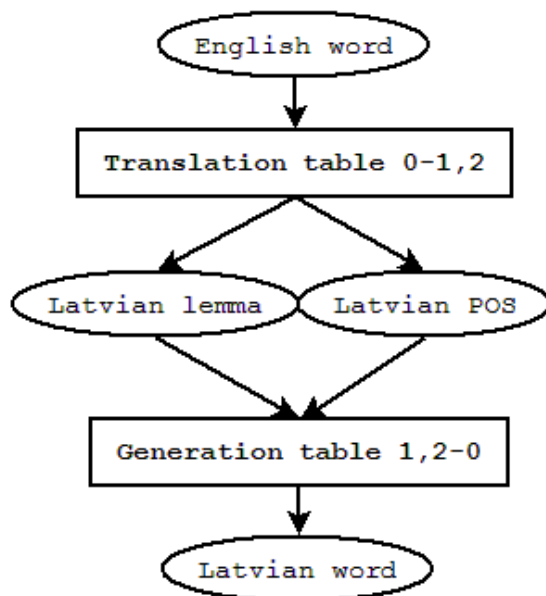 English word
Translation table 0-1,2
Latvian lemma
Latvian POS
Generation table 1,2-0
Latvian word